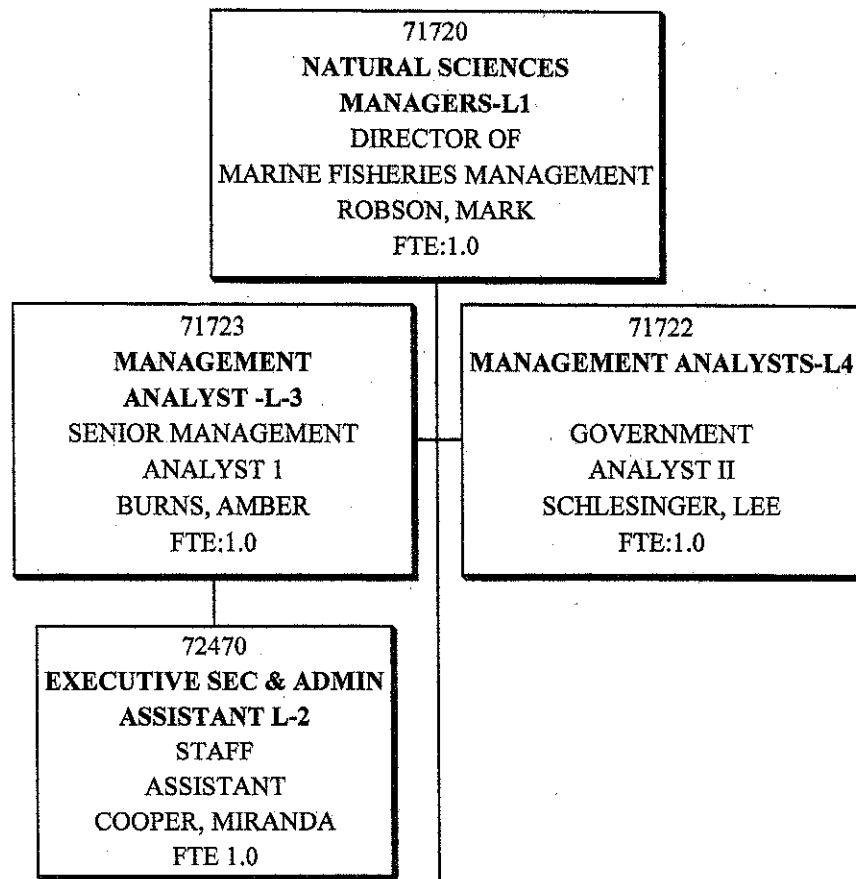 71720
NATURAL SCIENCES
MANAGERS-L1
DIRECTOR OF
MARINE FISHERIES MANAGEMENT
ROBSON, MARK
FTE:1.0
71723
MANAGEMENT
ANALYST -L-3
SENIOR MANAGEMENT
ANALYST 1
BURNS, AMBER
FTE:1.0
71722
MANAGEMENT ANALYSTS-L4
GOVERNMENT
ANALYST II
SCHLESINGER, LEE
FTE:1.0
72470
EXECUTIVE SEC & ADMIN
ASSISTANT L-2
STAFF
ASSISTANT
COOPER, MIRANDA
FTE 1.0